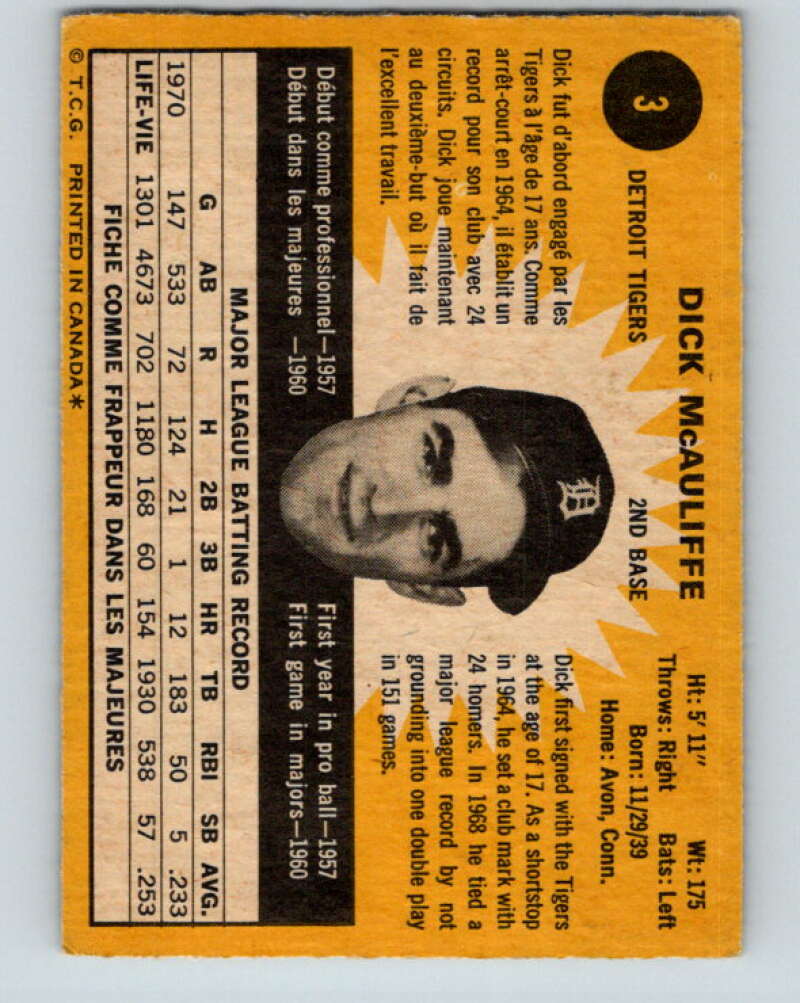 3
DICK McAULIFFE
DETROIT TIGERS
2ND BASE
Ht: 5' 11" Wt: 175
Throws: Right Bats: Left
Born: 11/29/39
Home: Avon, Conn.
Dick fut d'abord engagé par les
Tigers à l'âge de 17 ans. Comme
arrêt-court en 1964, il établit un
record pour son club avec 24
circuits. Dick joue maintenant
au deuxième-but où il fait de
l'excellent travail.
D
Dick first signed with the Tigers
at the age of 17. As a shortstop
in 1964, he set a club mark with
24 homers. In 1968 he tied a
major league record by not
grounding into one double play
in 151 games.
Début comme professionnel—1957
Début dans les majeures —1960
First year in pro ball—1957
First game in majors—1960
MAJOR LEAGUE BATTING RECORD
G AB R H 2B 3B HR TB RBI SB AVG.
1970 147 533 72 124 21 1 12 183 50 5 .233
LIFE-VIE 1301 4673 702 1180 168 60 154 1930 538 57 .253
FICHE COMME FRAPPEUR DANS LES MAJEURES
© T.C.G. PRINTED IN CANADA*